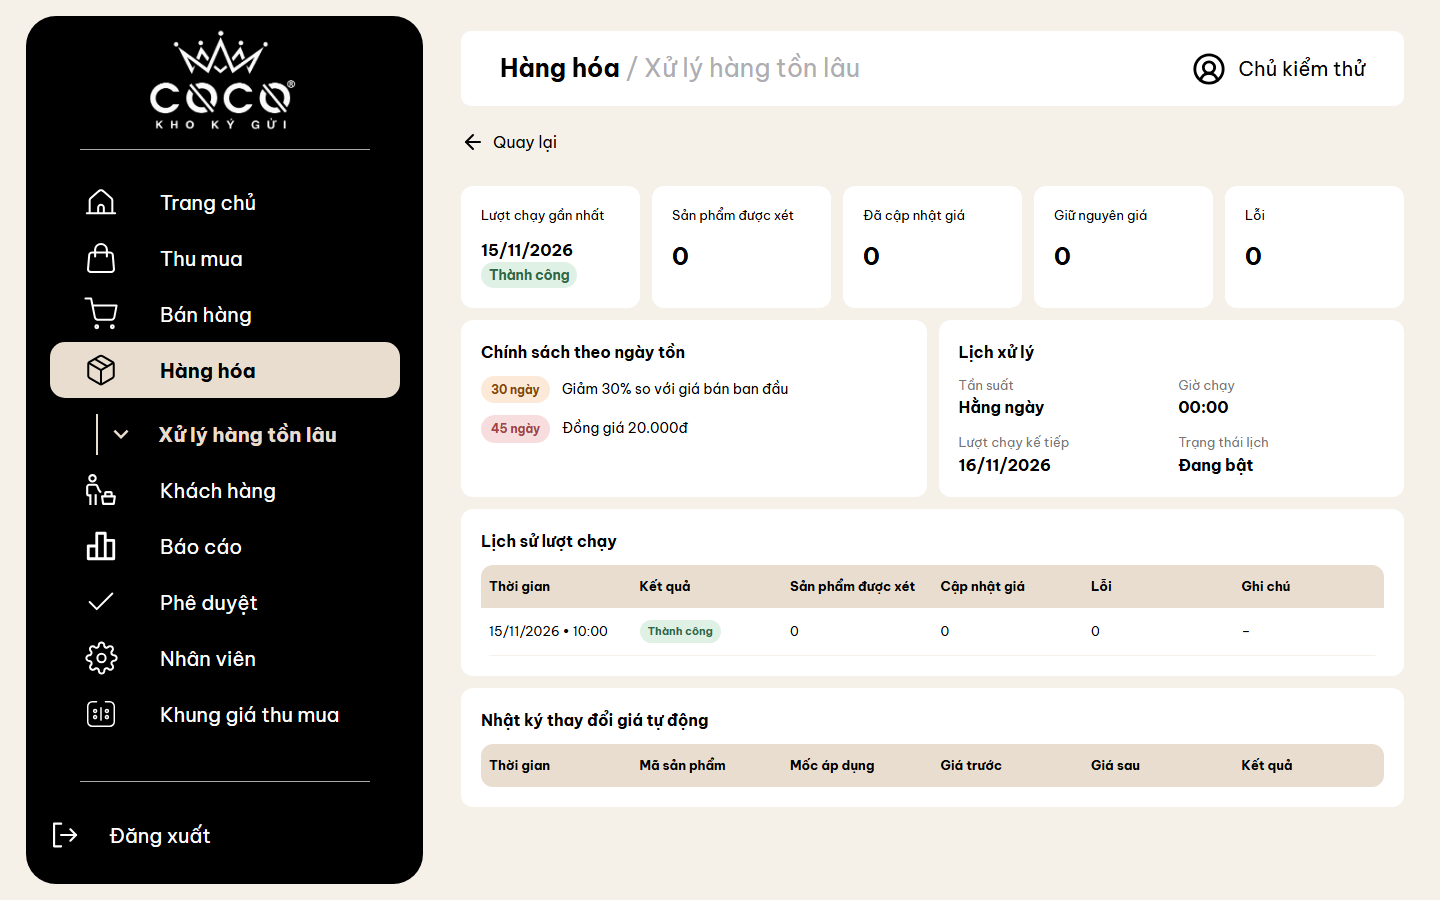 COCO®
KHO KÝ GỬI
Trang chủ
Thu mua
Bán hàng
Hàng hóa
Xử lý hàng tồn lâu
Khách hàng
Báo cáo
Phê duyệt
Nhân viên
Khung giá thu mua
Đăng xuất
Hàng hóa / Xử lý hàng tồn lâu
Chủ kiểm thử
Quay lại
Lượt chạy gần nhất
15/11/2026
Thành công
Sản phẩm được xét
0
Đã cập nhật giá
0
Giữ nguyên giá
0
Lỗi
0
Chính sách theo ngày tồn
30 ngày Giảm 30% so với giá bán ban đầu
45 ngày Đồng giá 20.000đ
Lịch xử lý
Tần suất Giờ chạy
Hằng ngày 00:00
Lượt chạy kế tiếp Trạng thái lịch
16/11/2026 Đang bật
Lịch sử lượt chạy
Thời gian Kết quả Sản phẩm được xét Cập nhật giá Lỗi Ghi chú
15/11/2026 • 10:00 Thành công 0 0 0 –
Nhật ký thay đổi giá tự động
Thời gian Mã sản phẩm Mốc áp dụng Giá trước Giá sau Kết quả